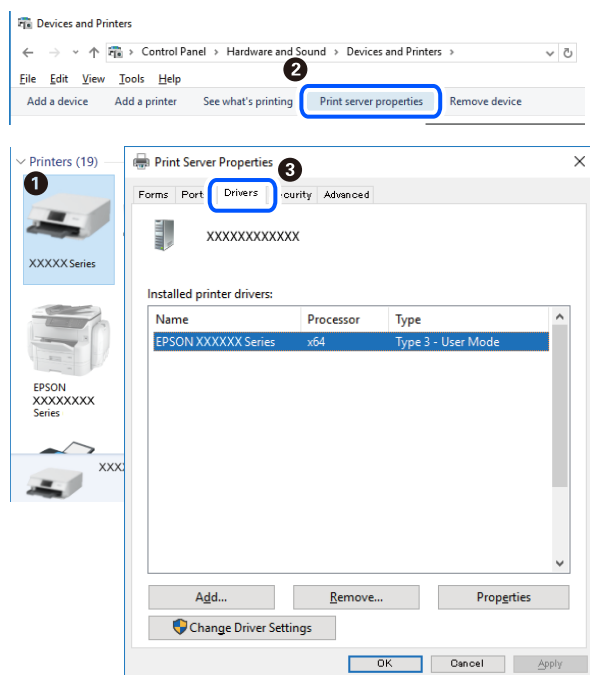 Devices and Printers
Control Panel > Hardware and Sound > Devices and Printers >
2
File Edit View Tools Help
Add a device Add a printer See what's printing Print server properties Remove device
Printers (19)
1
XXXXX Series
EPSON
XXXXXXXX
Series
XXX
Print Server Properties
3
Forms Port Drivers curity Advanced
XXXXXXXXXXXX
Installed printer drivers:
Name Processor Type
EPSON XXXXXX Series x64 Type 3 - User Mode
Add... Remove... Properties
Change Driver Settings
OK Cancel Apply